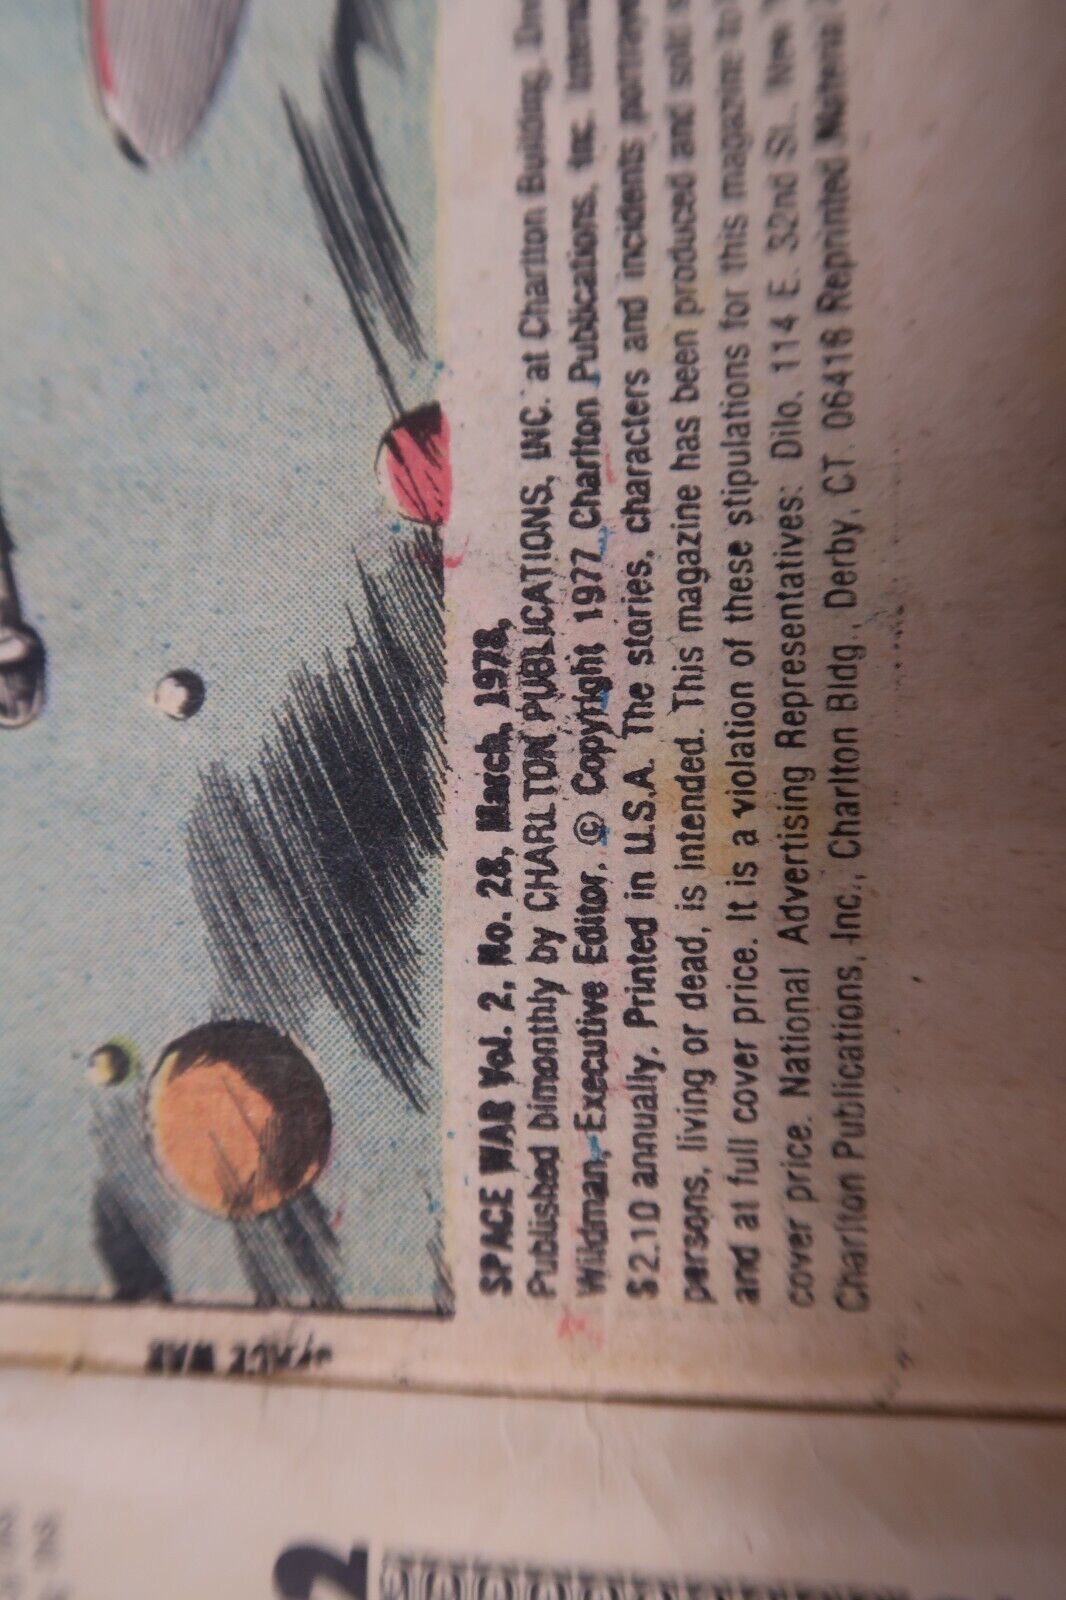 SPACE WAR Vol. 2, No. 28, March, 1978,
Published bimonthly by CHARLTON PUBLICATIONS, INC. at Charlton Building,
Wildman, Executive Editor. © Copyright 1977 Charlton Publications, Inc.
$2.10 annually. Printed in U.S.A. The stories, characters and incidents
persons, living or dead, is intended. This magazine has been produced and sold
and at full cover price. It is a violation of these stipulations for this magazine to
cover price. National Advertising Representatives: Dilo, 114 E. 32nd St., New
Charlton Publications, Inc., Charlton Bldg., Derby, CT. 06418 Reprinted Material
SPACE WAR
2